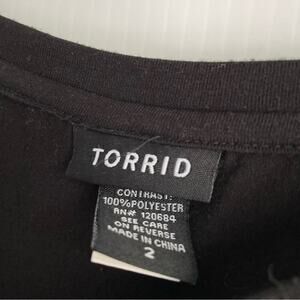 TORRID
CONTRAST:
100%POLYESTER
RN# 120684
SEE CARE
ON REVERSE
MADE IN CHINA
2